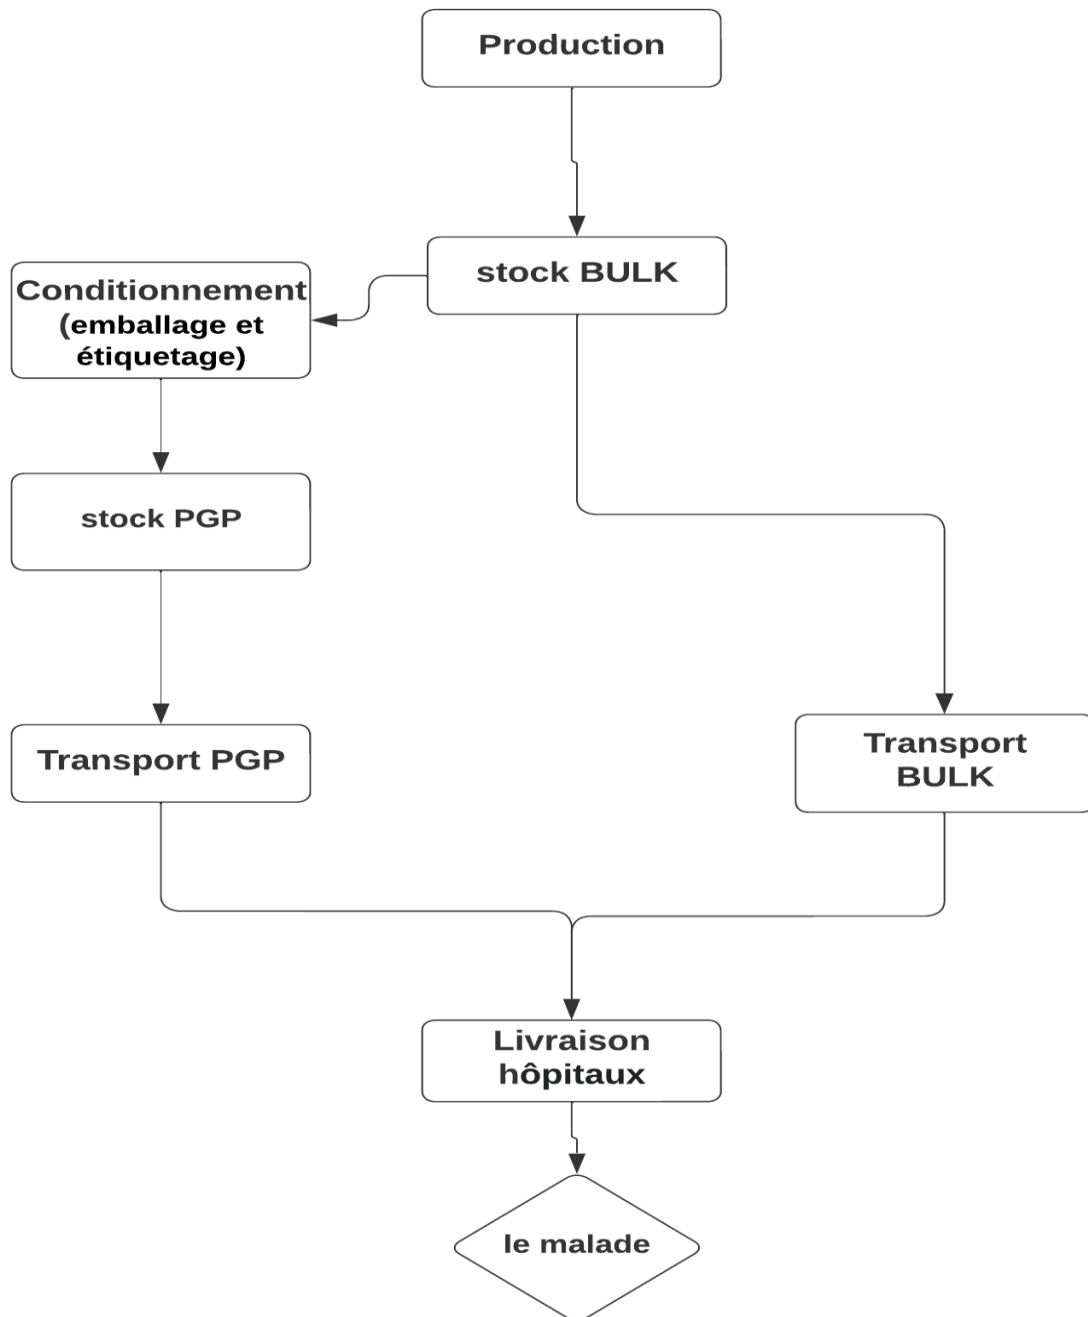 Production
stock BULK
Conditionnement
(emballage et
étiquetage)
stock PGP
Transport PGP
Transport
BULK
Livraison
hôpitaux
le malade